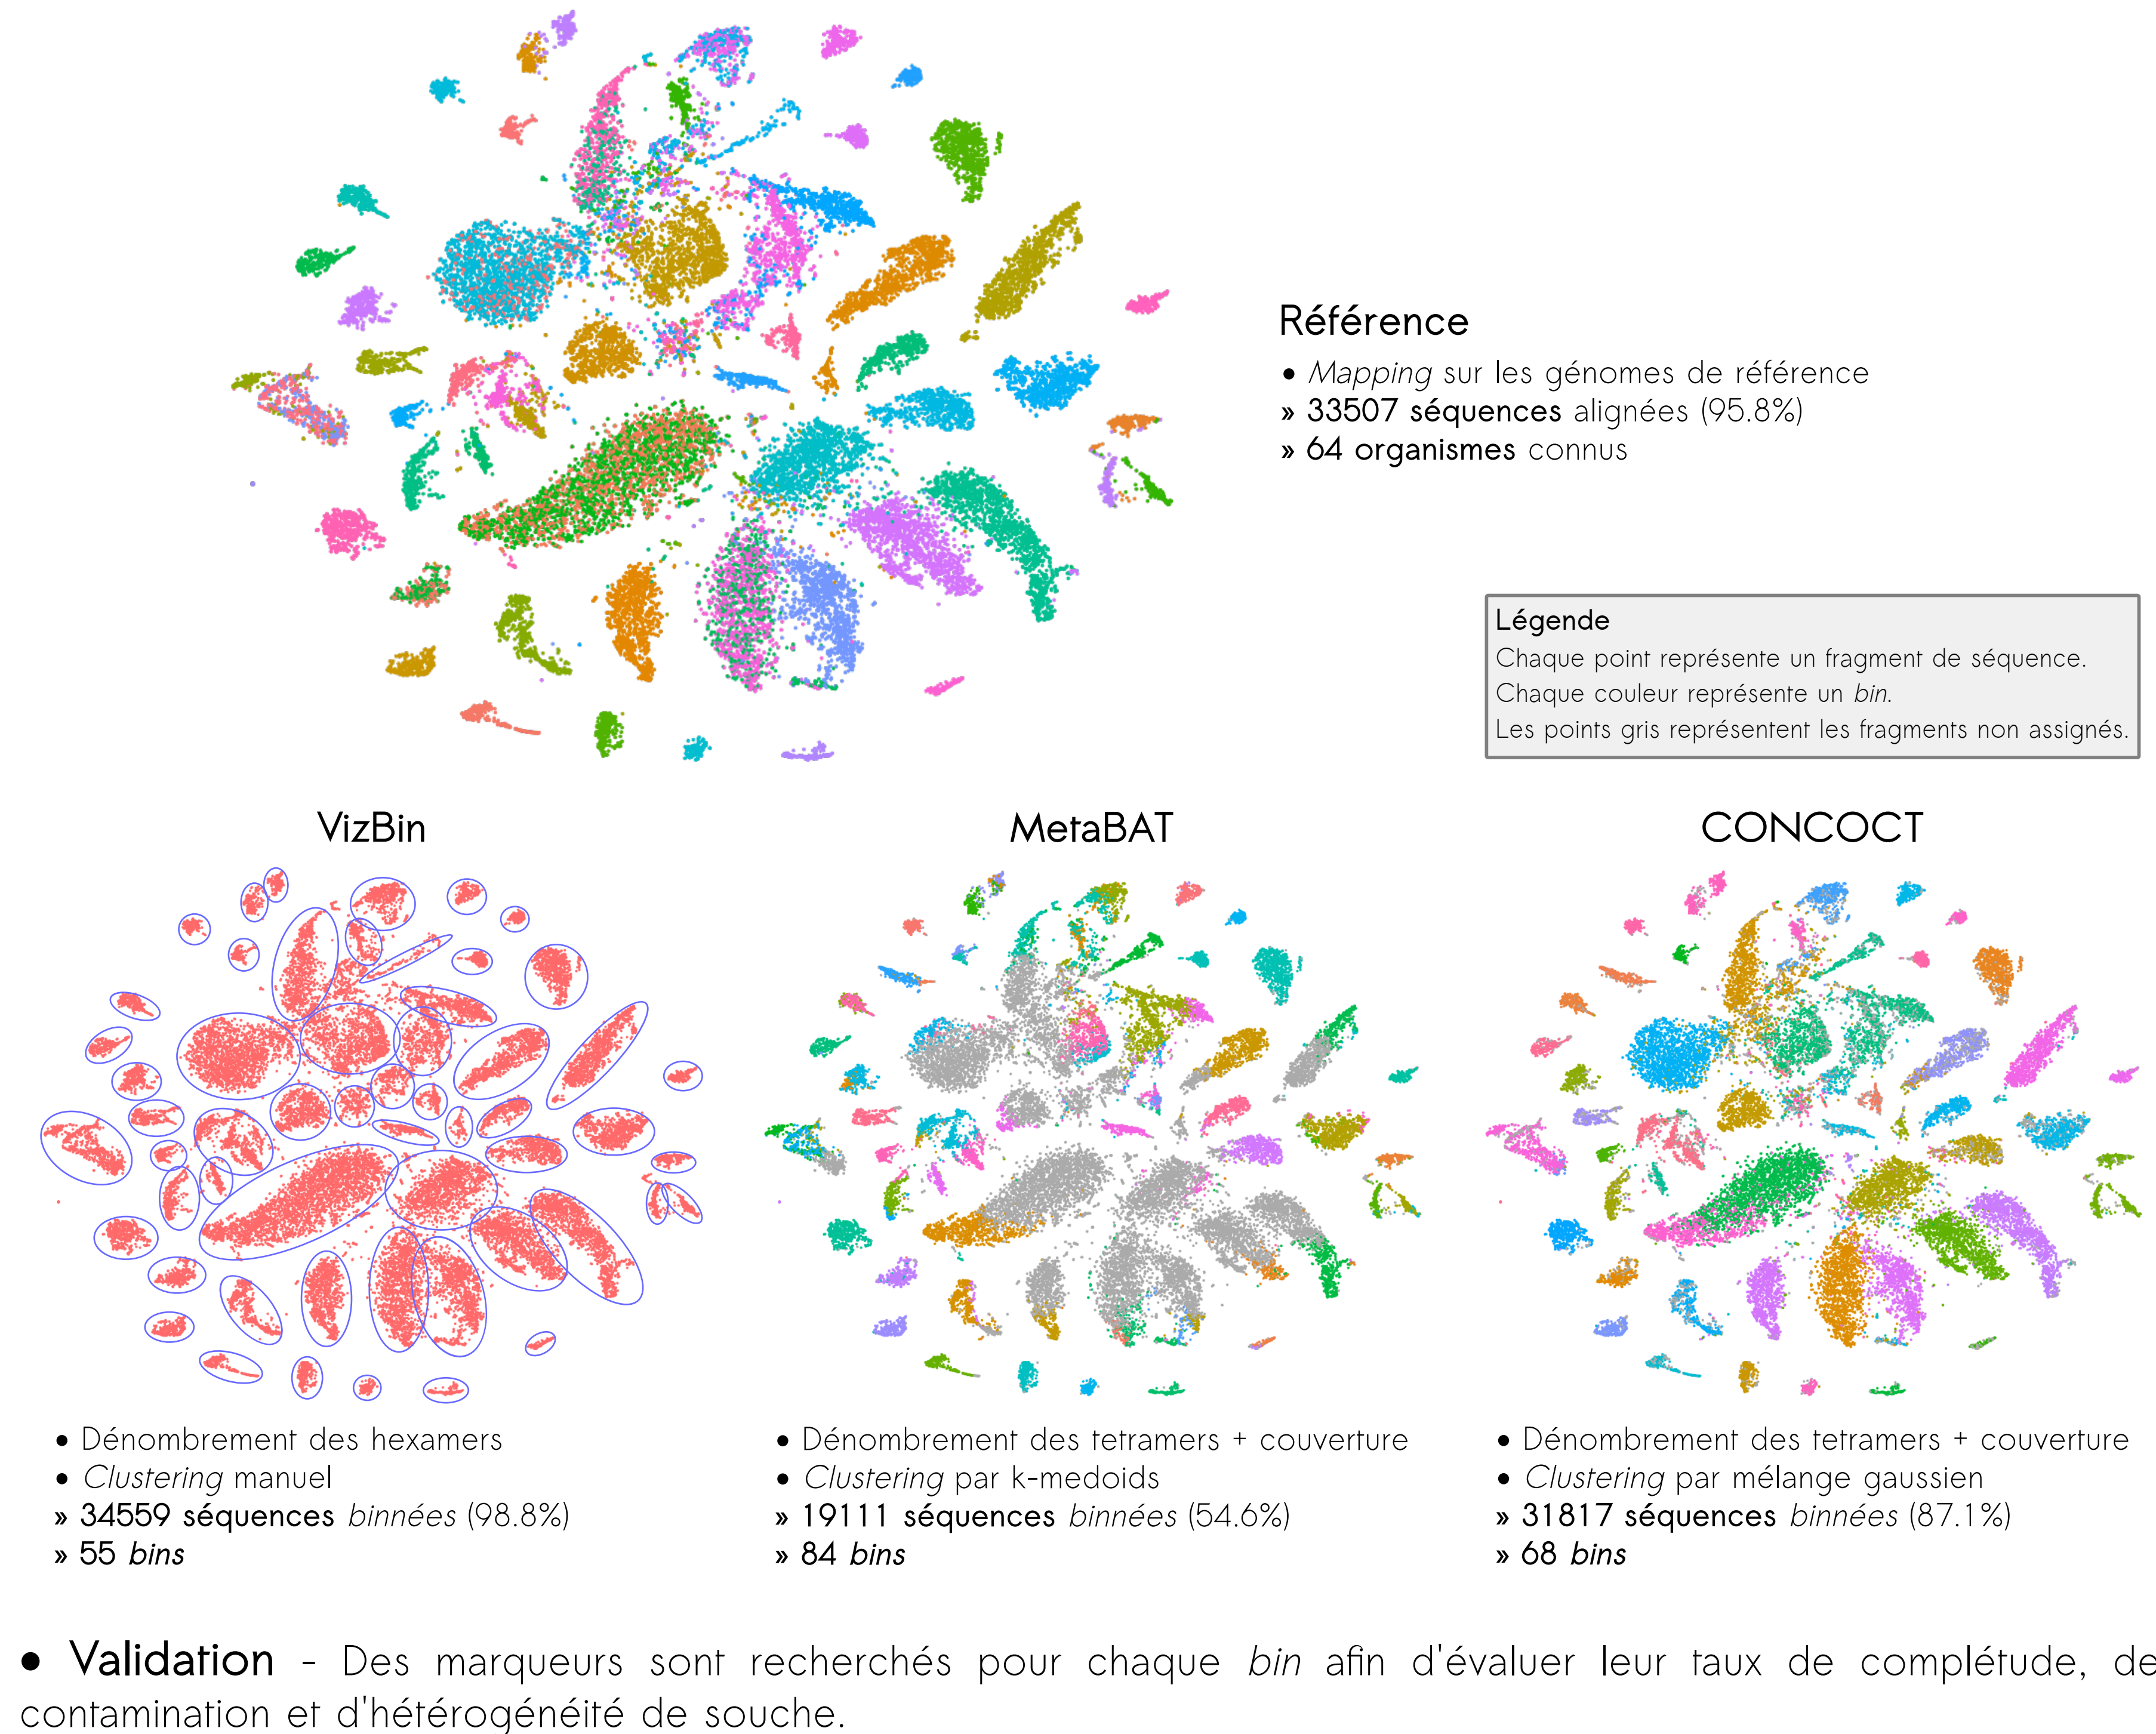 Référence
• Mapping sur les génomes de référence
» 33507 séquences alignées (95.8%)
» 64 organismes connus
Légende
Chaque point représente un fragment de séquence.
Chaque couleur représente un bin.
Les points gris représentent les fragments non assignés.
VizBin
• Dénombrement des hexamers
• Clustering manuel
» 34559 séquences binnées (98.8%)
» 55 bins
MetaBAT
• Dénombrement des tetramers + couverture
• Clustering par k-medoids
» 19111 séquences binnées (54.6%)
» 84 bins
CONCOCT
• Dénombrement des tetramers + couverture
• Clustering par mélange gaussien
» 31817 séquences binnées (87.1%)
» 68 bins
• Validation - Des marqueurs sont recherchés pour chaque bin afin d'évaluer leur taux de complétude, de
contamination et d'hétérogénéité de souche.